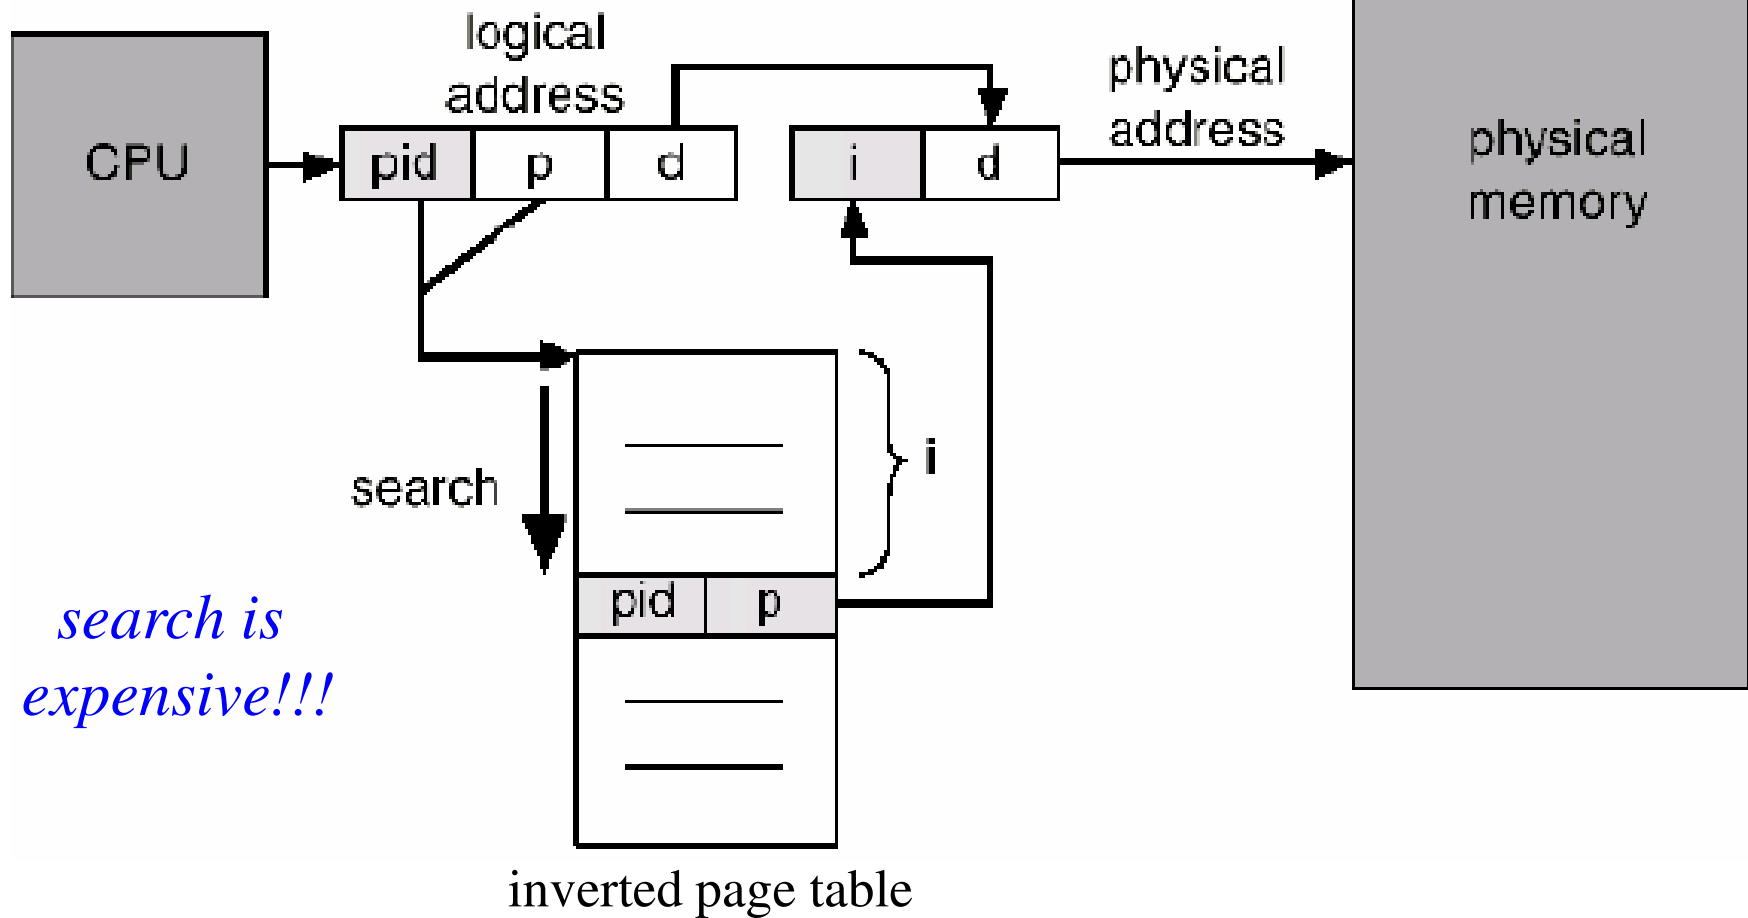 logical
address
physical
address
CPU
pid
p
d
i
d
physical
memory
search
i
pid
p
search is
expensive!!!
inverted page table